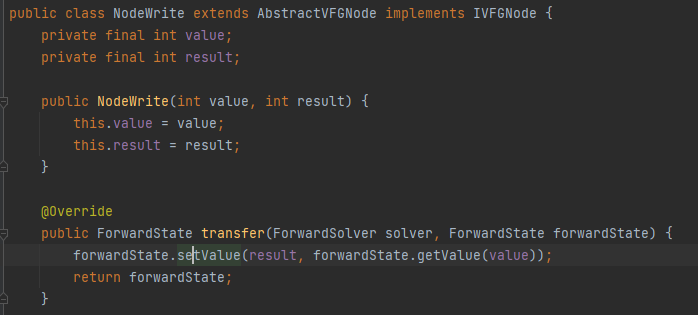 public class NodeWrite extends AbstractVFGNode implements IVFGNode {
    private final int value;
    private final int result;

    public NodeWrite(int value, int result) {
        this.value = value;
        this.result = result;
    }

    @Override
    public ForwardState transfer(ForwardSolver solver, ForwardState forwardState) {
        forwardState.setValue(result, forwardState.getValue(value));
        return forwardState;
    }